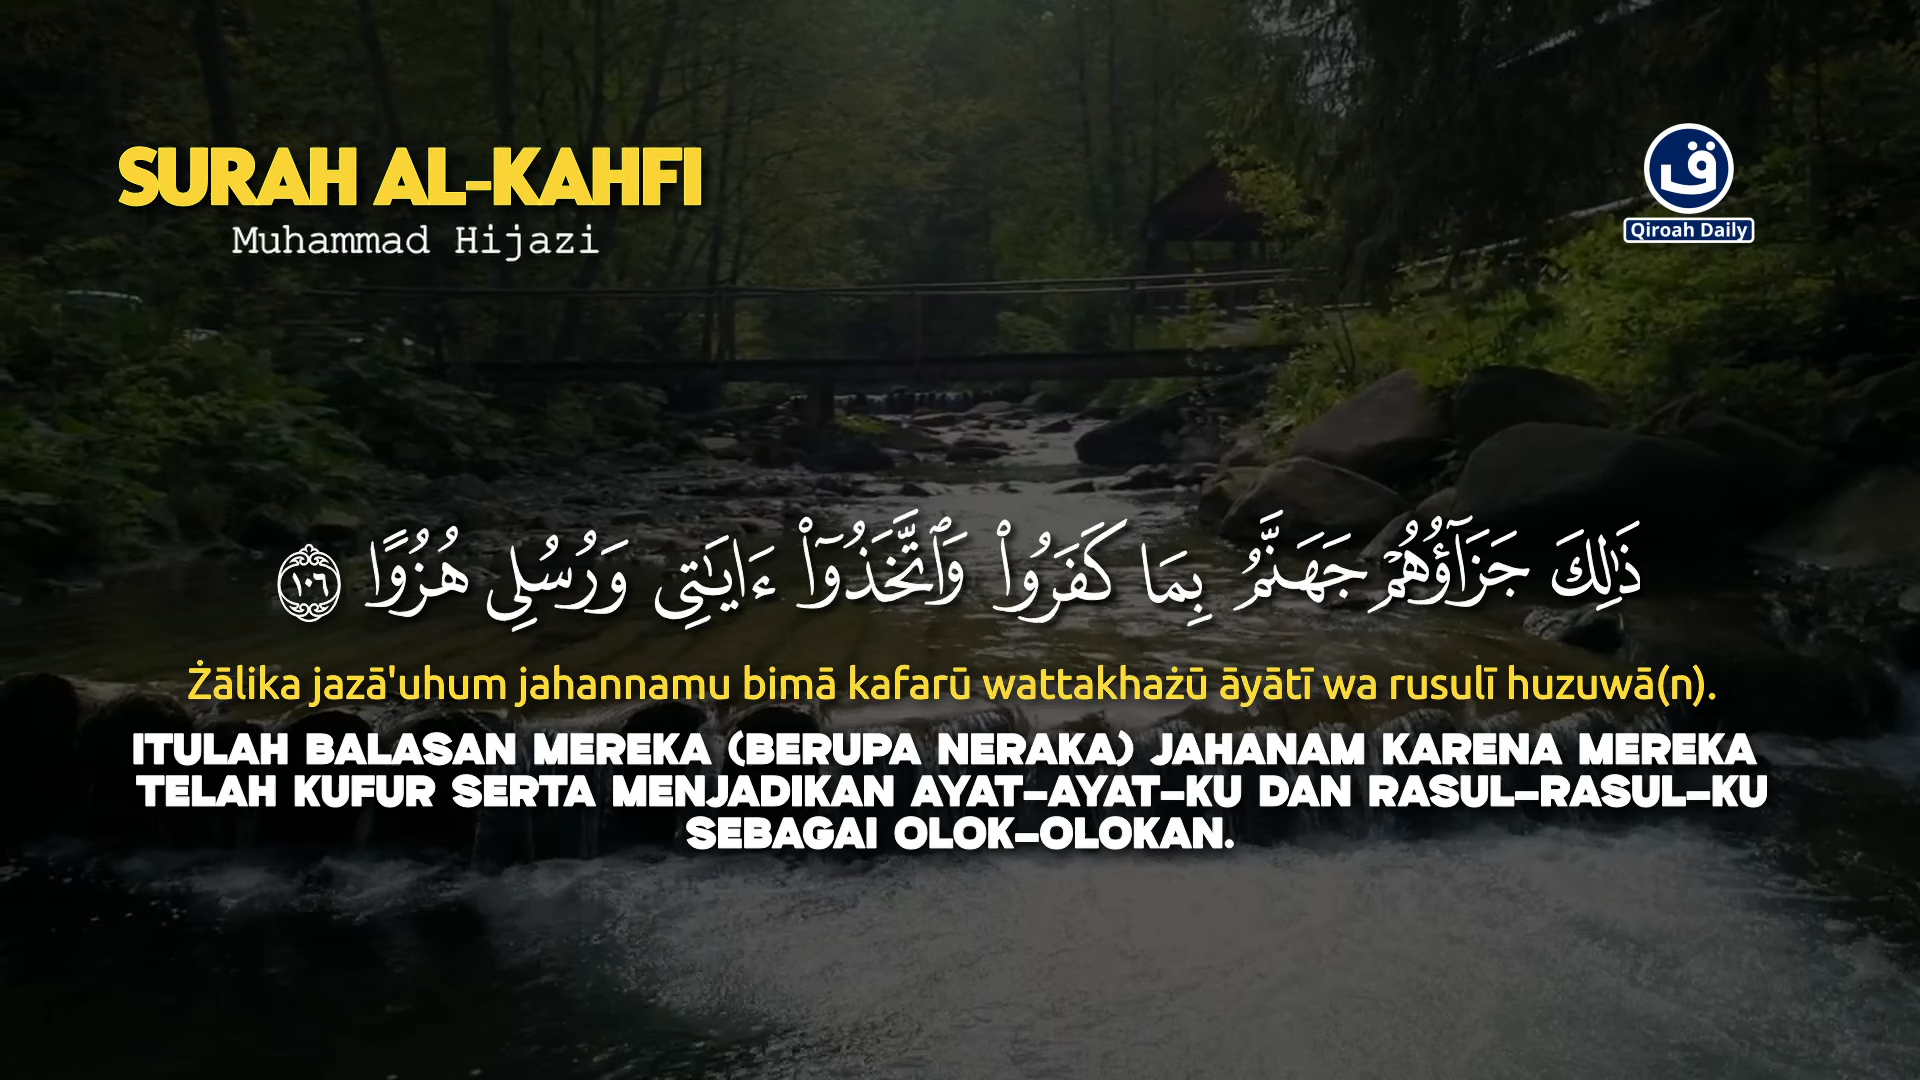 SURAH AL-KAHFI
Muhammad Hijazi
ق
Qiroah Daily
ذَٰلِكَ جَزَآؤُهُمْ جَهَنَّمُ بِمَا كَفَرُوا۟ وَٱتَّخَذُوٓا۟ ءَايَـٰتِى وَرُسُلِى هُزُوًا ١٠٦
Żālika jazā'uhum jahannamu bimā kafarū wattakhażū āyātī wa rusulī huzuwā(n).
ITULAH BALASAN MEREKA (BERUPA NERAKA) JAHANAM KARENA MEREKA
TELAH KUFUR SERTA MENJADIKAN AYAT-AYAT-KU DAN RASUL-RASUL-KU
SEBAGAI OLOK-OLOKAN.